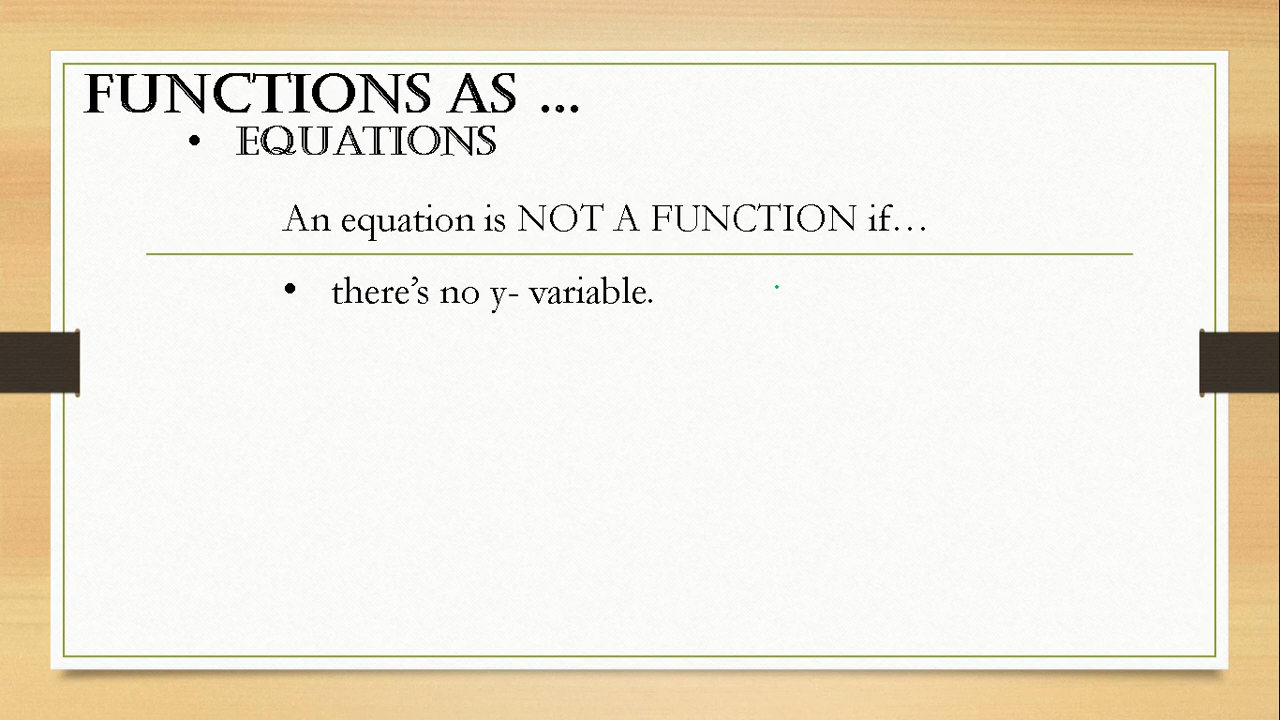 FUNCTIONS AS ...
• EQUATIONS
An equation is NOT A FUNCTION if…
• there’s no y- variable.